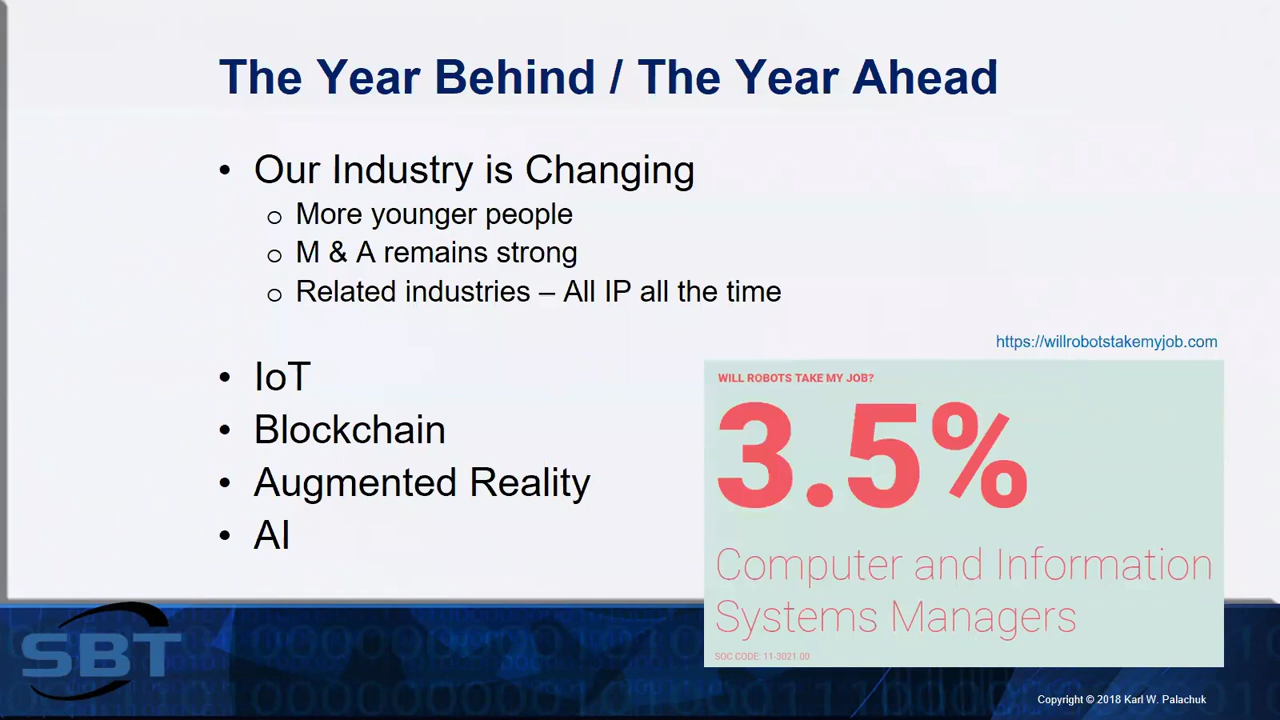 The Year Behind / The Year Ahead
• Our Industry is Changing
o More younger people
o M & A remains strong
o Related industries – All IP all the time
• IoT
• Blockchain
• Augmented Reality
• AI
https://willrobotstakemyjob.com
WILL ROBOTS TAKE MY JOB?
3.5%
Computer and Information
Systems Managers
SOC CODE: 11-3021.00
SBT
Copyright © 2018 Karl W. Palachuk